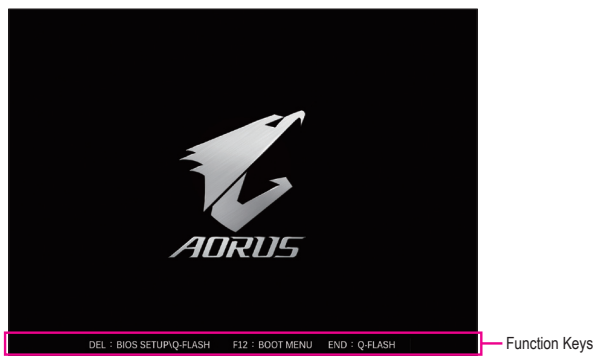 AORUS
DEL : BIOS SETUP\Q-FLASH F12 : BOOT MENU END : Q-FLASH
Function Keys